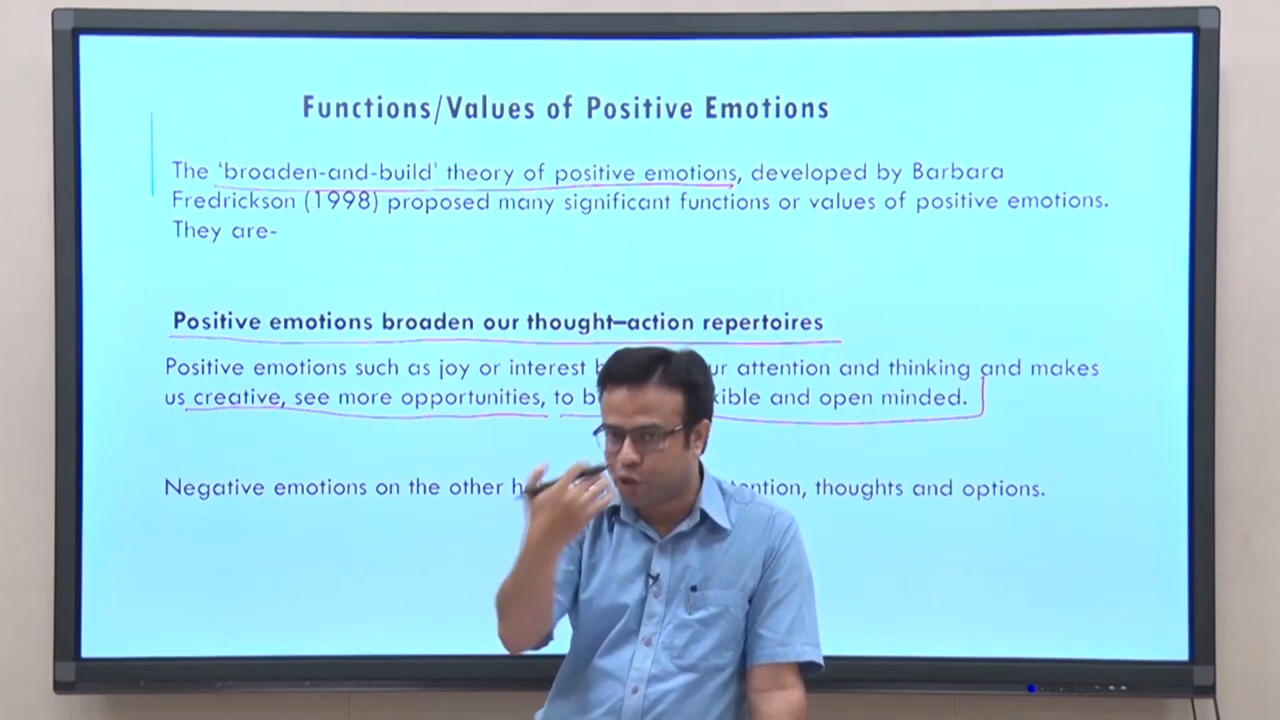 Functions/Values of Positive Emotions
The ‘broaden-and-build’ theory of positive emotions, developed by Barbara
Fredrickson (1998) proposed many significant functions or values of positive emotions.
They are-
Positive emotions broaden our thought–action repertoires
Positive emotions such as joy or interest attention and thinking and makes
us creative, see more opportunities, to and open minded.
Negative emotions on the other thoughts and options.